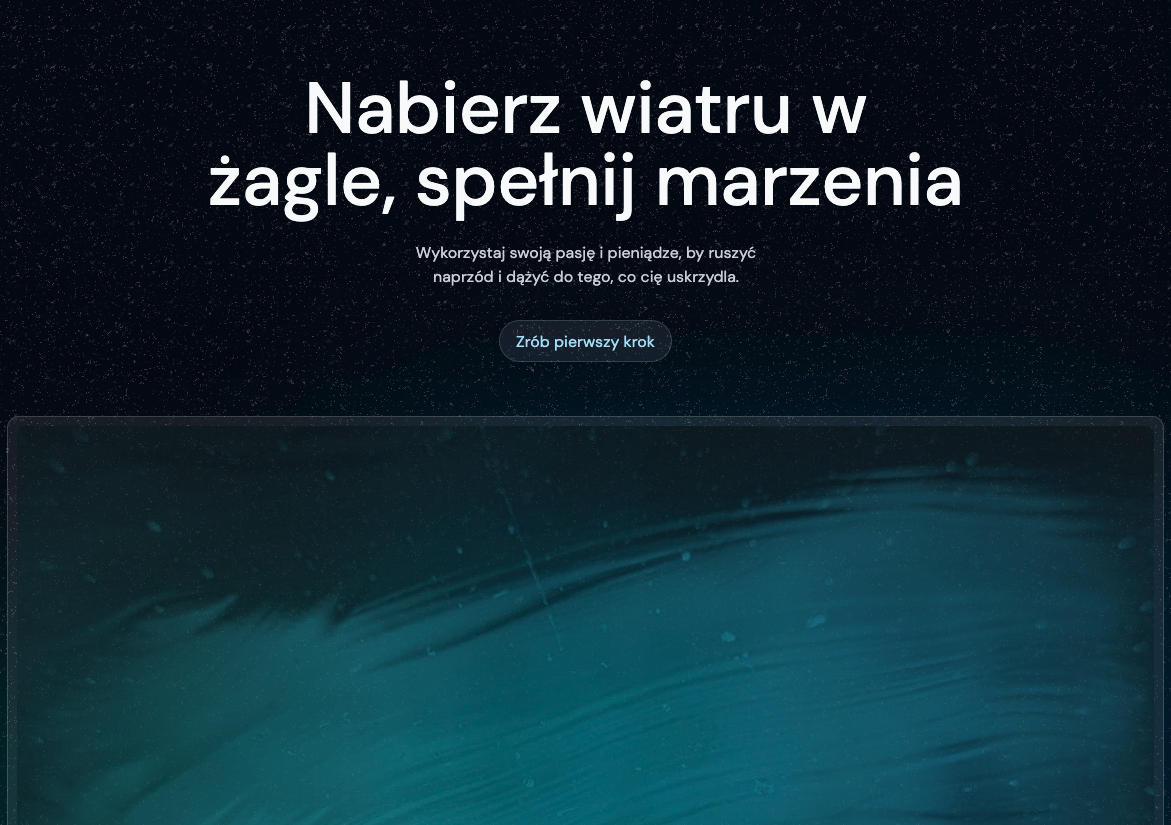 Nabierz wiatru w
żagle, spełnij marzenia
Wykorzystaj swoją pasję i pieniądze, by ruszyć
naprzód i dążyć do tego, co cię uskrzydla.
Zrób pierwszy krok